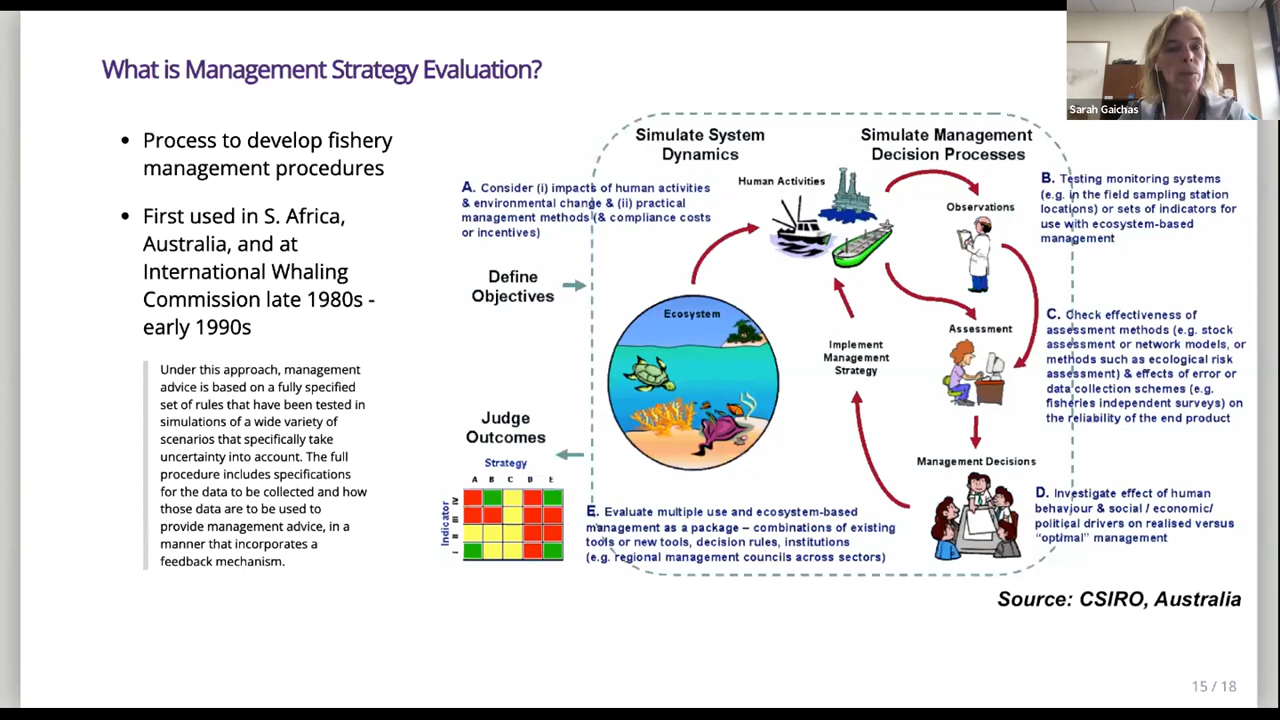 What is Management Strategy Evaluation?
Sarah Gaichas
Process to develop fishery
management procedures
First used in S. Africa,
Australia, and at
International Whaling
Commission late 1980s -
early 1990s
Under this approach, management
advice is based on a fully specified
set of rules that have been tested in
simulations of a wide variety of
scenarios that specifically take
uncertainty into account. The full
procedure includes specifications
for the data to be collected and how
those data are to be used to
provide management advice, in a
manner that incorporates a
feedback mechanism.
Simulate System
Dynamics
Simulate Management
Decision Processes
A. Consider (i) impacts of human activities
& environmental change & (ii) practical
management methods (& compliance costs
or incentives)
Human Activities
Observations
B. Testing monitoring systems
(e.g. in the field sampling station
locations) or sets of indicators for
use with ecosystem-based
management
Define
Objectives
Ecosystem
Implement
Management
Strategy
Assessment
C. Check effectiveness of
assessment methods (e.g. stock
assessment or network models, or
methods such as ecological risk
assessment) & effects of error or
data collection schemes (e.g.
fisheries independent surveys) on
the reliability of the end product
Judge
Outcomes
Strategy
A B C D E
Indicator
IV
III
II
I
Management Decisions
D. Investigate effect of human
behaviour & social / economic/
political drivers on realised versus
“optimal” management
E. Evaluate multiple use and ecosystem-based
management as a package – combinations of existing
tools or new tools, decision rules, institutions
(e.g. regional management councils across sectors)
Source: CSIRO, Australia
15 / 18